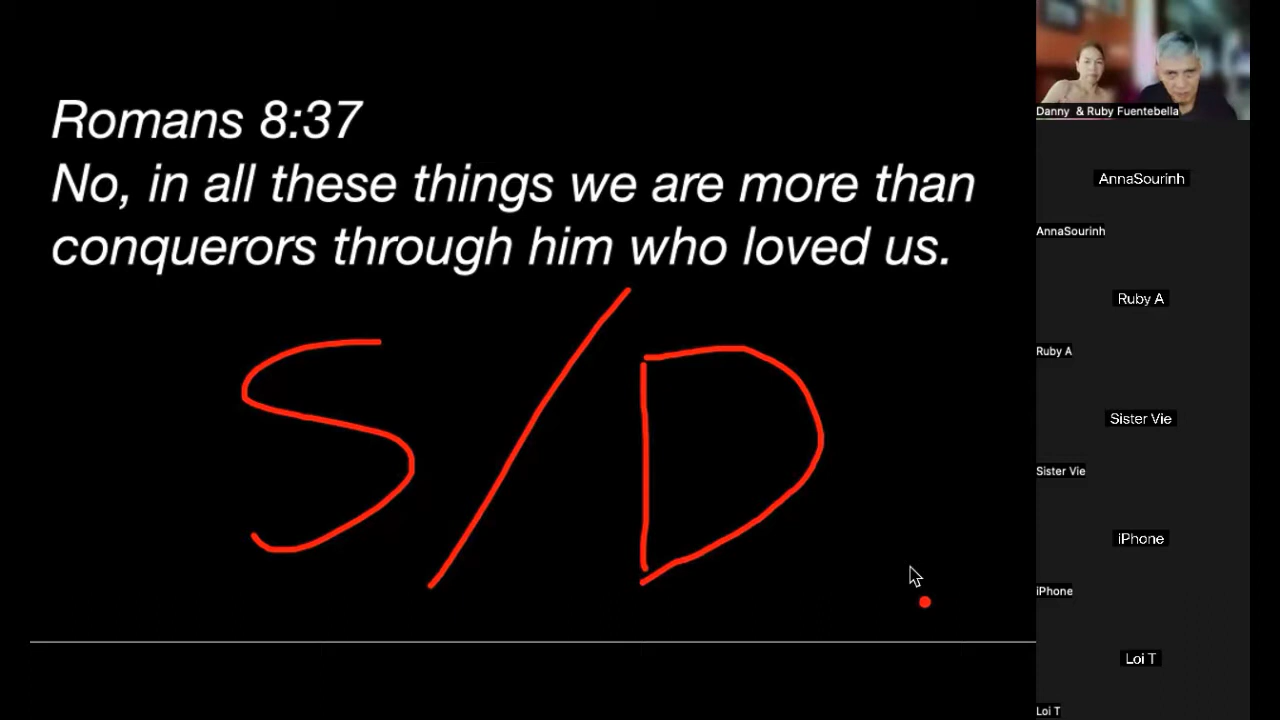 Romans 8:37
No, in all these things we are more than
conquerors through him who loved us.
S/D
Danny & Ruby Fuentebella
AnnaSourinh
AnnaSourinh
Ruby A
Ruby A
Sister Vie
Sister Vie
iPhone
iPhone
Loi T
Loi T